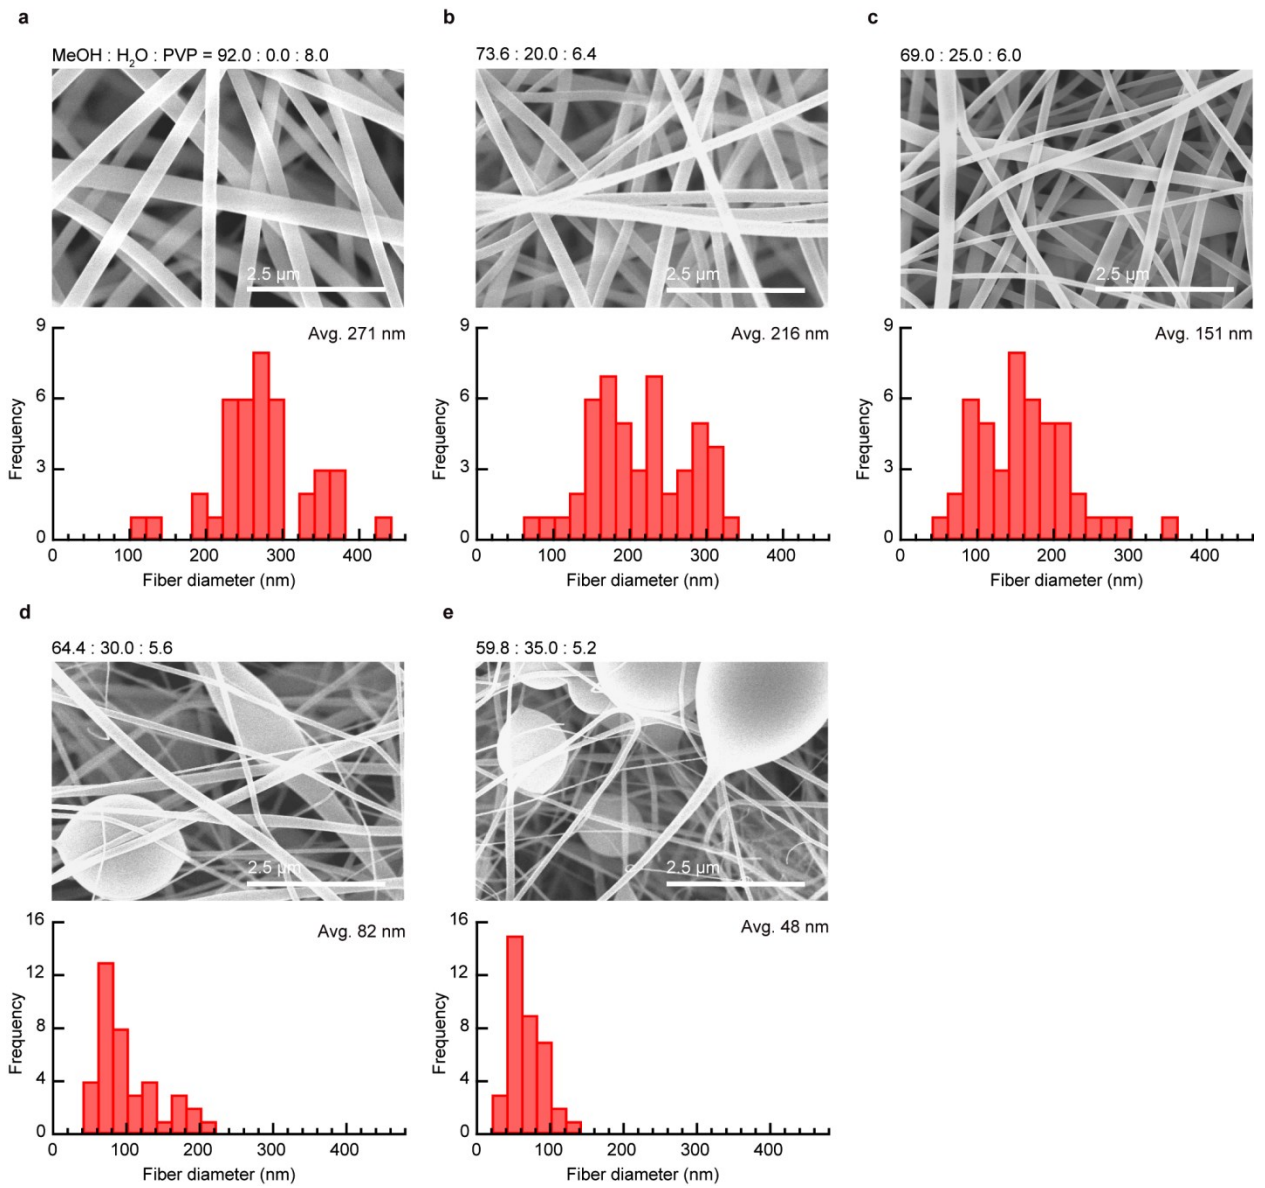 a
MeOH : H₂O : PVP = 92.0 : 0.0 : 8.0
2.5 µm
Avg. 271 nm
9
6
3
0
Frequency
0 100 200 300 400
Fiber diameter (nm)
b
73.6 : 20.0 : 6.4
2.5 µm
Avg. 216 nm
9
6
3
0
Frequency
0 100 200 300 400
Fiber diameter (nm)
c
69.0 : 25.0 : 6.0
2.5 µm
Avg. 151 nm
9
6
3
0
Frequency
0 100 200 300 400
Fiber diameter (nm)
d
64.4 : 30.0 : 5.6
2.5 µm
Avg. 82 nm
16
12
8
4
0
Frequency
0 100 200 300 400
Fiber diameter (nm)
e
59.8 : 35.0 : 5.2
2.5 µm
Avg. 48 nm
16
12
8
4
0
Frequency
0 100 200 300 400
Fiber diameter (nm)